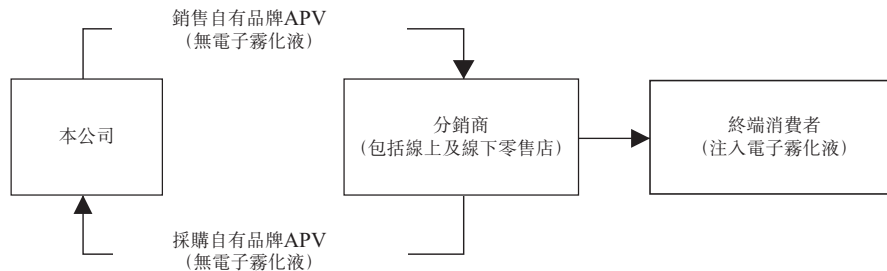 銷售自有品牌APV
（無電子霧化液）
本公司
分銷商
（包括線上及線下零售店）
終端消費者
（注入電子霧化液）
採購自有品牌APV
（無電子霧化液）